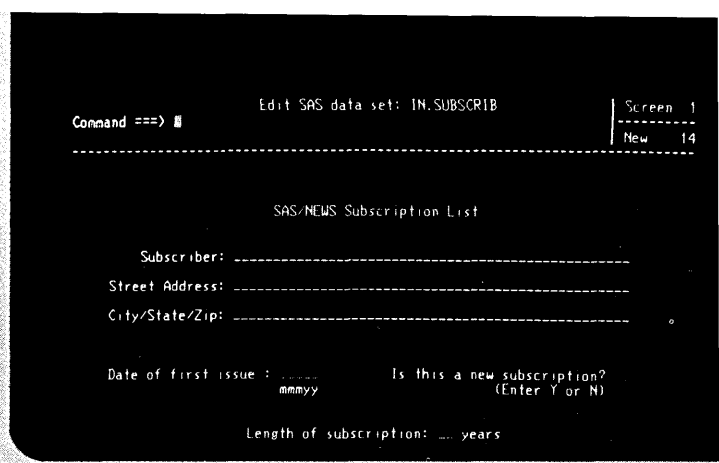 Edit SAS data set: IN.SUBSCRIB
Screen 1
Command ===>
New 14
SAS/NEWS Subscription List
Subscriber:
Street Address:
City/State/Zip:
Date of first issue :
Is this a new subscription?
mmmyy
(Enter Y or N)
Length of subscription: __ years